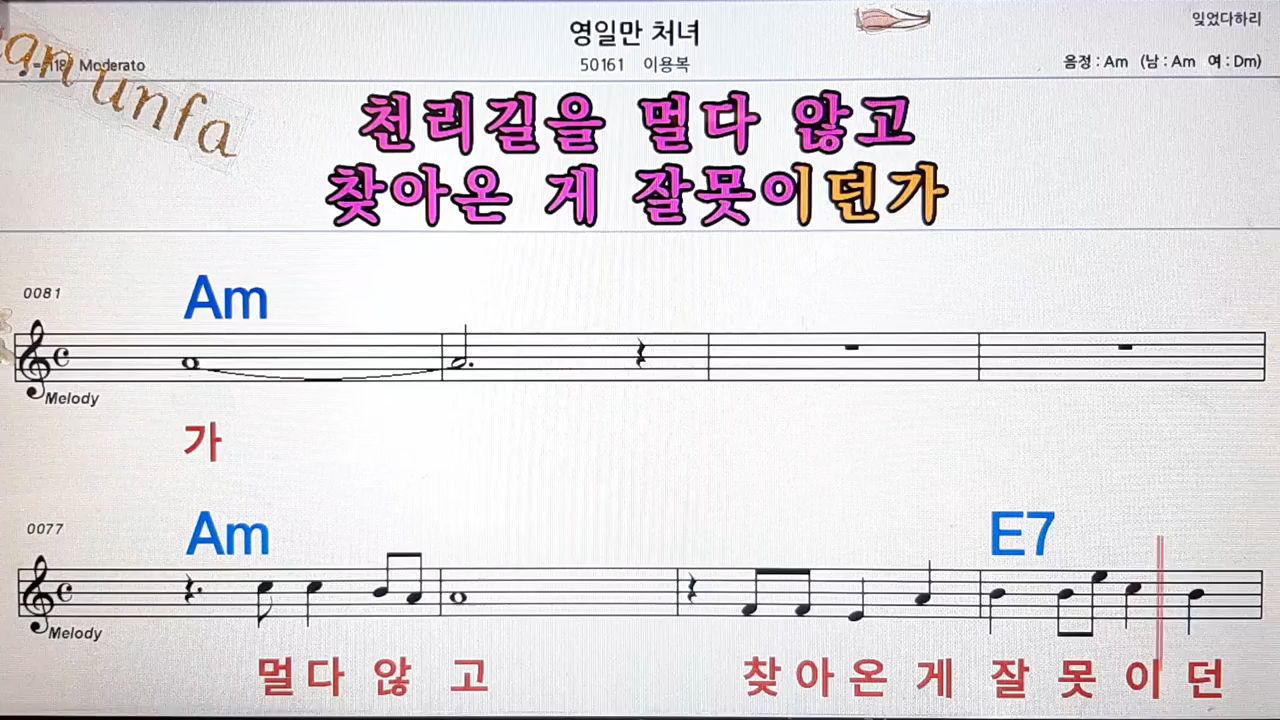 영일만 처녀
잊었다하리
♩=118 Moderato
50161 이용복
음정 : Am (남 : Am 여 : Dm)
an unfa
천리길을 멀다 않고
찾아온 게 잘못이던가
0081
Am
Melody
가
0077
Am E7
Melody
멀다 않 고 찾아온 게 잘 못 이 던